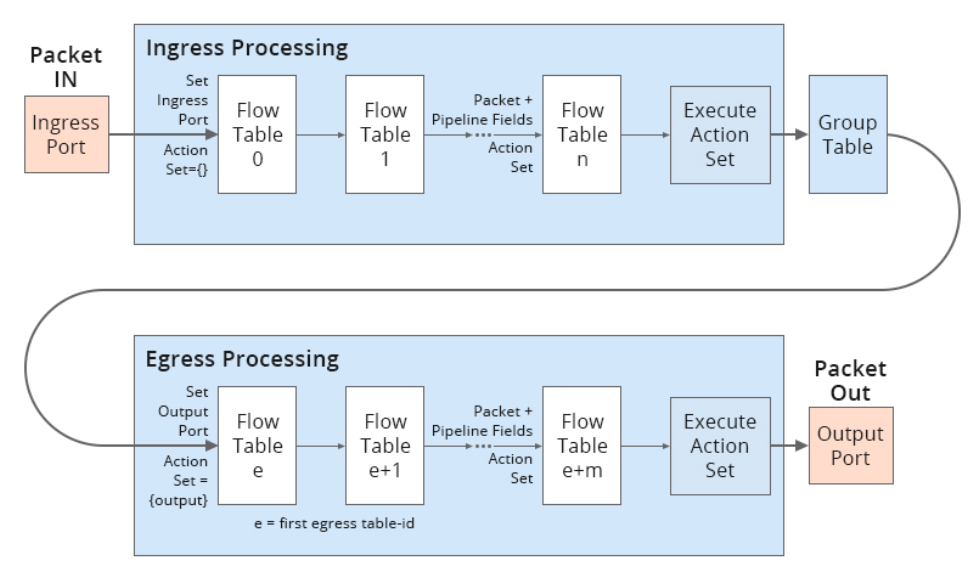 Ingress Processing
Packet
IN
Ingress
Port
Set
Ingress
Port
Action
Set={}
Flow
Table
0
Flow
Table
1
Packet +
Pipeline Fields
...
Action
Set
Flow
Table
n
Execute
Action
Set
Group
Table
Egress Processing
Set
Output
Port
Action
Set =
{output}
Flow
Table
e
Flow
Table
e+1
Packet +
Pipeline Fields
...
Action
Set
Flow
Table
e+m
Execute
Action
Set
Packet
Out
Output
Port
e = first egress table-id